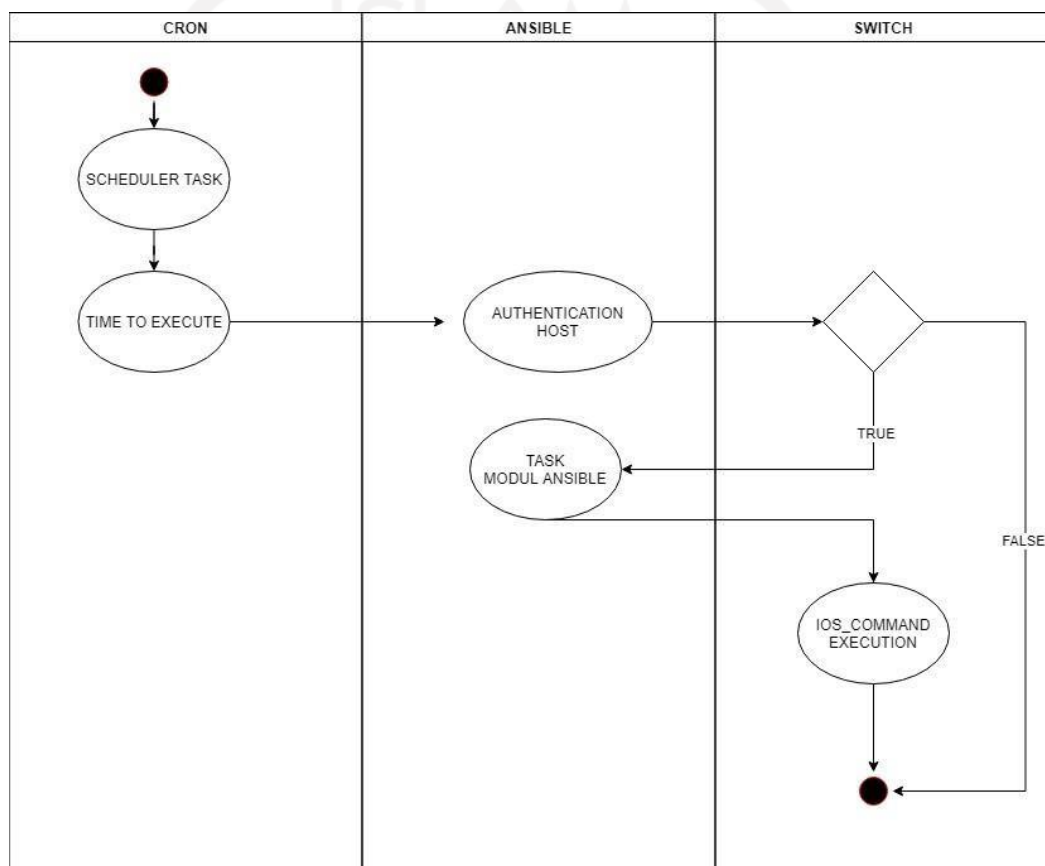 CRON
ANSIBLE
SWITCH
SCHEDULER TASK
TIME TO EXECUTE
AUTHENTICATION
HOST
TRUE
TASK
MODUL ANSIBLE
FALSE
IOS_COMMAND
EXECUTION